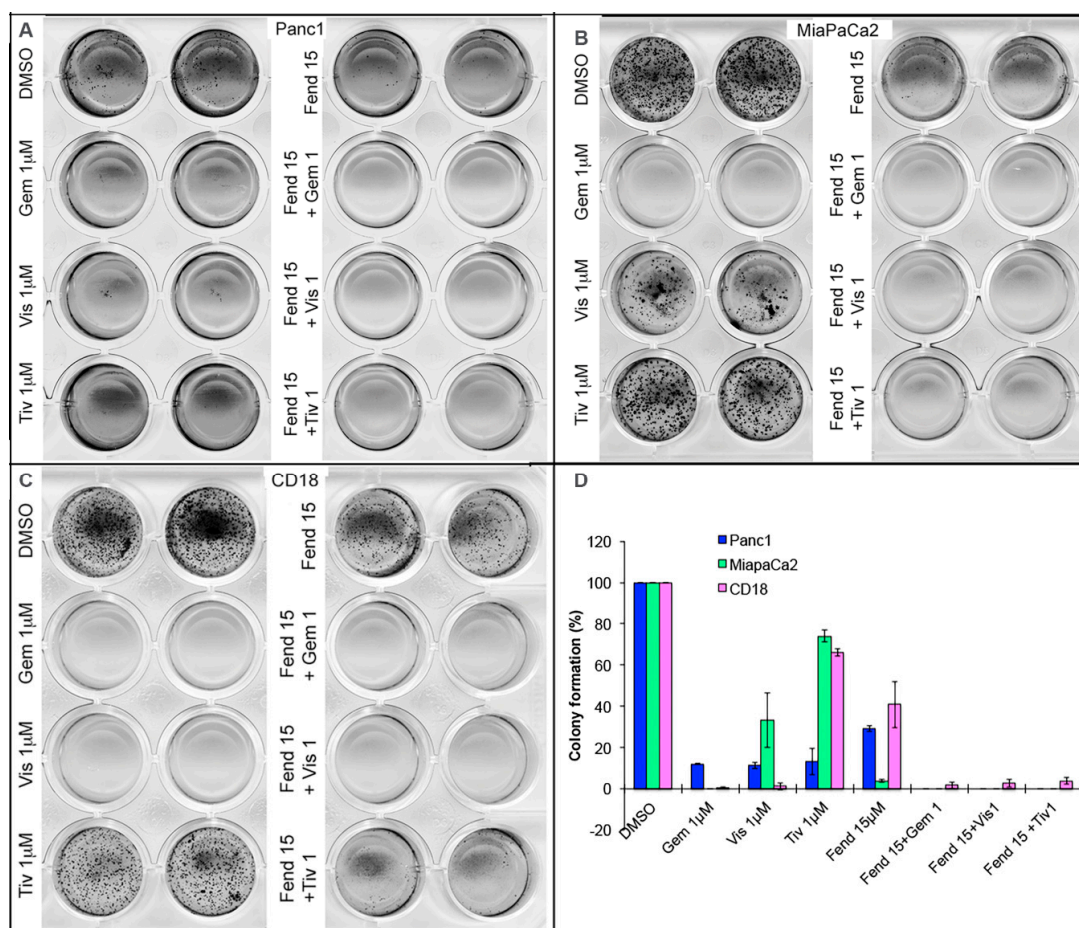 A
Panc1
DMSO
Gem 1µM
Vis 1µM
Tiv 1µM
Fend 15
Fend 15
+ Gem 1
Fend 15
+ Vis 1
Fend 15
+Tiv 1
B
MiaPaCa2
DMSO
Gem 1µM
Vis 1µM
Tiv 1µM
Fend 15
Fend 15
+ Gem 1
Fend 15
+ Vis 1
Fend 15
+Tiv 1
C
CD18
DMSO
Gem 1µM
Vis 1µM
Tiv 1µM
Fend 15
Fend 15
+ Gem 1
Fend 15
+ Vis 1
Fend 15
+Tiv 1
D
Panc1
MiapaCa2
CD18
Colony formation (%)
120
100
80
60
40
20
0
-20
DMSO
Gem 1µM
Vis 1µM
Tiv 1µM
Fend 15µM
Fend 15+Gem 1
Fend 15+Vis1
Fend 15 +Tiv1